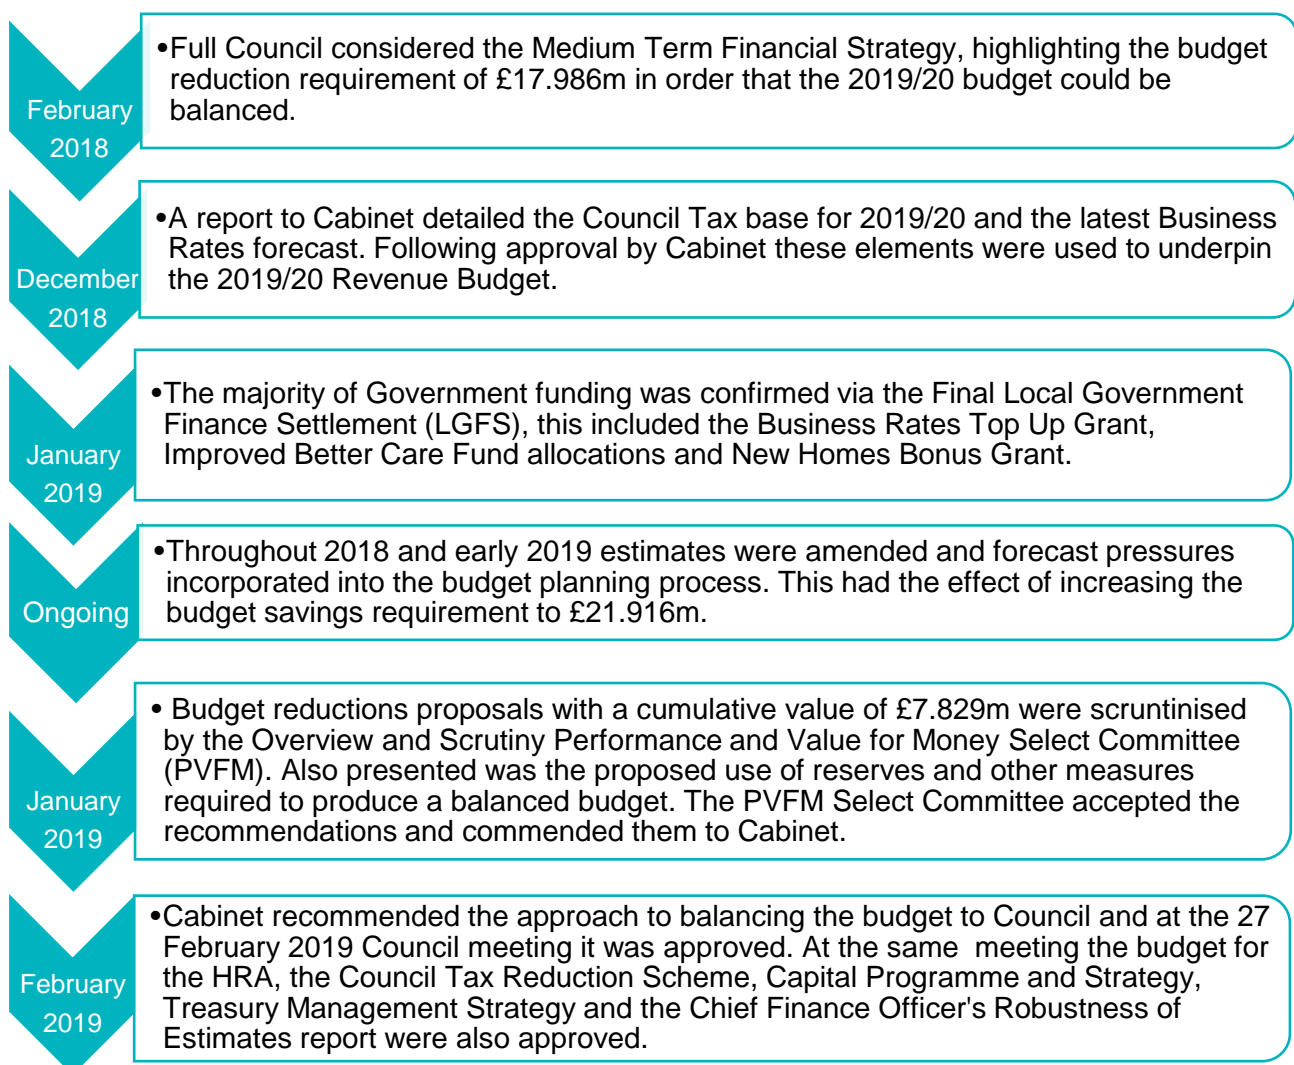 February
2018
•Full Council considered the Medium Term Financial Strategy, highlighting the budget
reduction requirement of £17.986m in order that the 2019/20 budget could be
balanced.
December
2018
•A report to Cabinet detailed the Council Tax base for 2019/20 and the latest Business
Rates forecast. Following approval by Cabinet these elements were used to underpin
the 2019/20 Revenue Budget.
January
2019
•The majority of Government funding was confirmed via the Final Local Government
Finance Settlement (LGFS), this included the Business Rates Top Up Grant,
Improved Better Care Fund allocations and New Homes Bonus Grant.
Ongoing
•Throughout 2018 and early 2019 estimates were amended and forecast pressures
incorporated into the budget planning process. This had the effect of increasing the
budget savings requirement to £21.916m.
January
2019
• Budget reductions proposals with a cumulative value of £7.829m were scruntinised
by the Overview and Scrutiny Performance and Value for Money Select Committee
(PVFM). Also presented was the proposed use of reserves and other measures
required to produce a balanced budget. The PVFM Select Committee accepted the
recommendations and commended them to Cabinet.
February
2019
•Cabinet recommended the approach to balancing the budget to Council and at the 27
February 2019 Council meeting it was approved. At the same  meeting the budget for
the HRA, the Council Tax Reduction Scheme, Capital Programme and Strategy,
Treasury Management Strategy and the Chief Finance Officer's Robustness of
Estimates report were also approved.